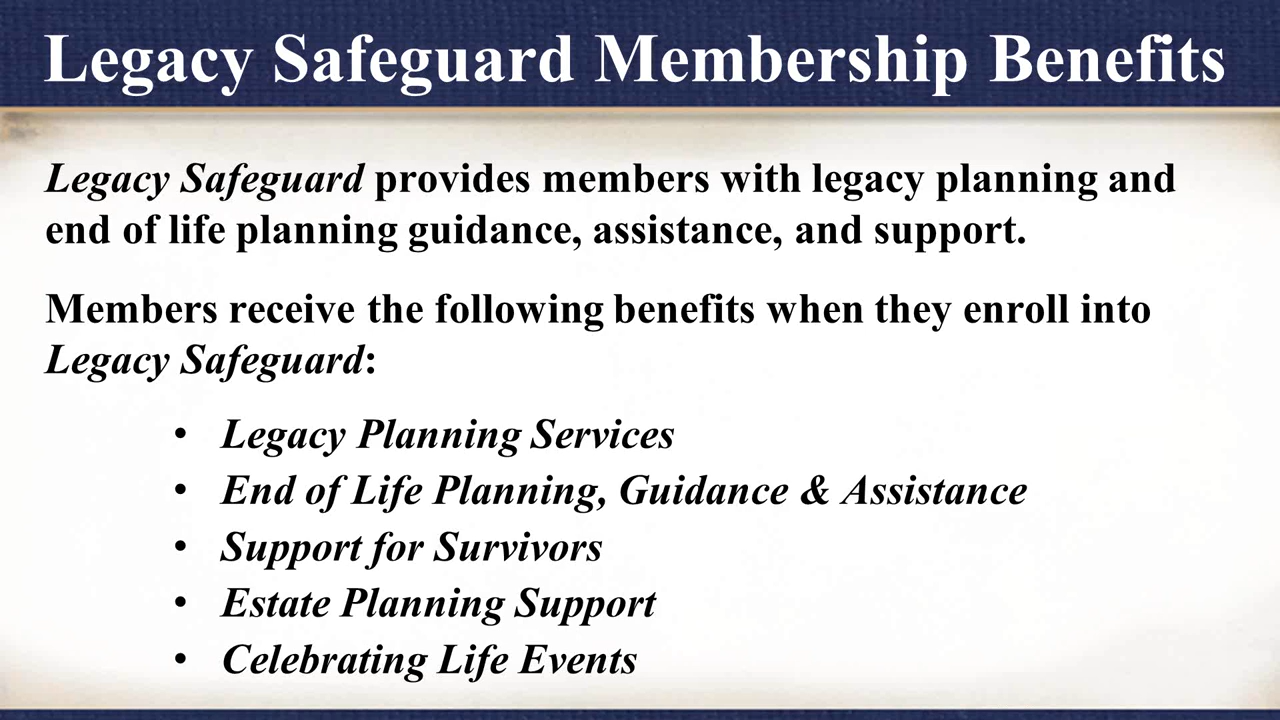 Legacy Safeguard Membership Benefits
Legacy Safeguard provides members with legacy planning and
end of life planning guidance, assistance, and support.
Members receive the following benefits when they enroll into
Legacy Safeguard:
• Legacy Planning Services
• End of Life Planning, Guidance & Assistance
• Support for Survivors
• Estate Planning Support
• Celebrating Life Events